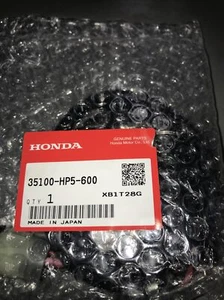 HONDA
GENUINE PARTS
Honda Motor Co., Ltd.
35100-HP5-600
QTY 1
XB1T28G
MADE IN JAPAN